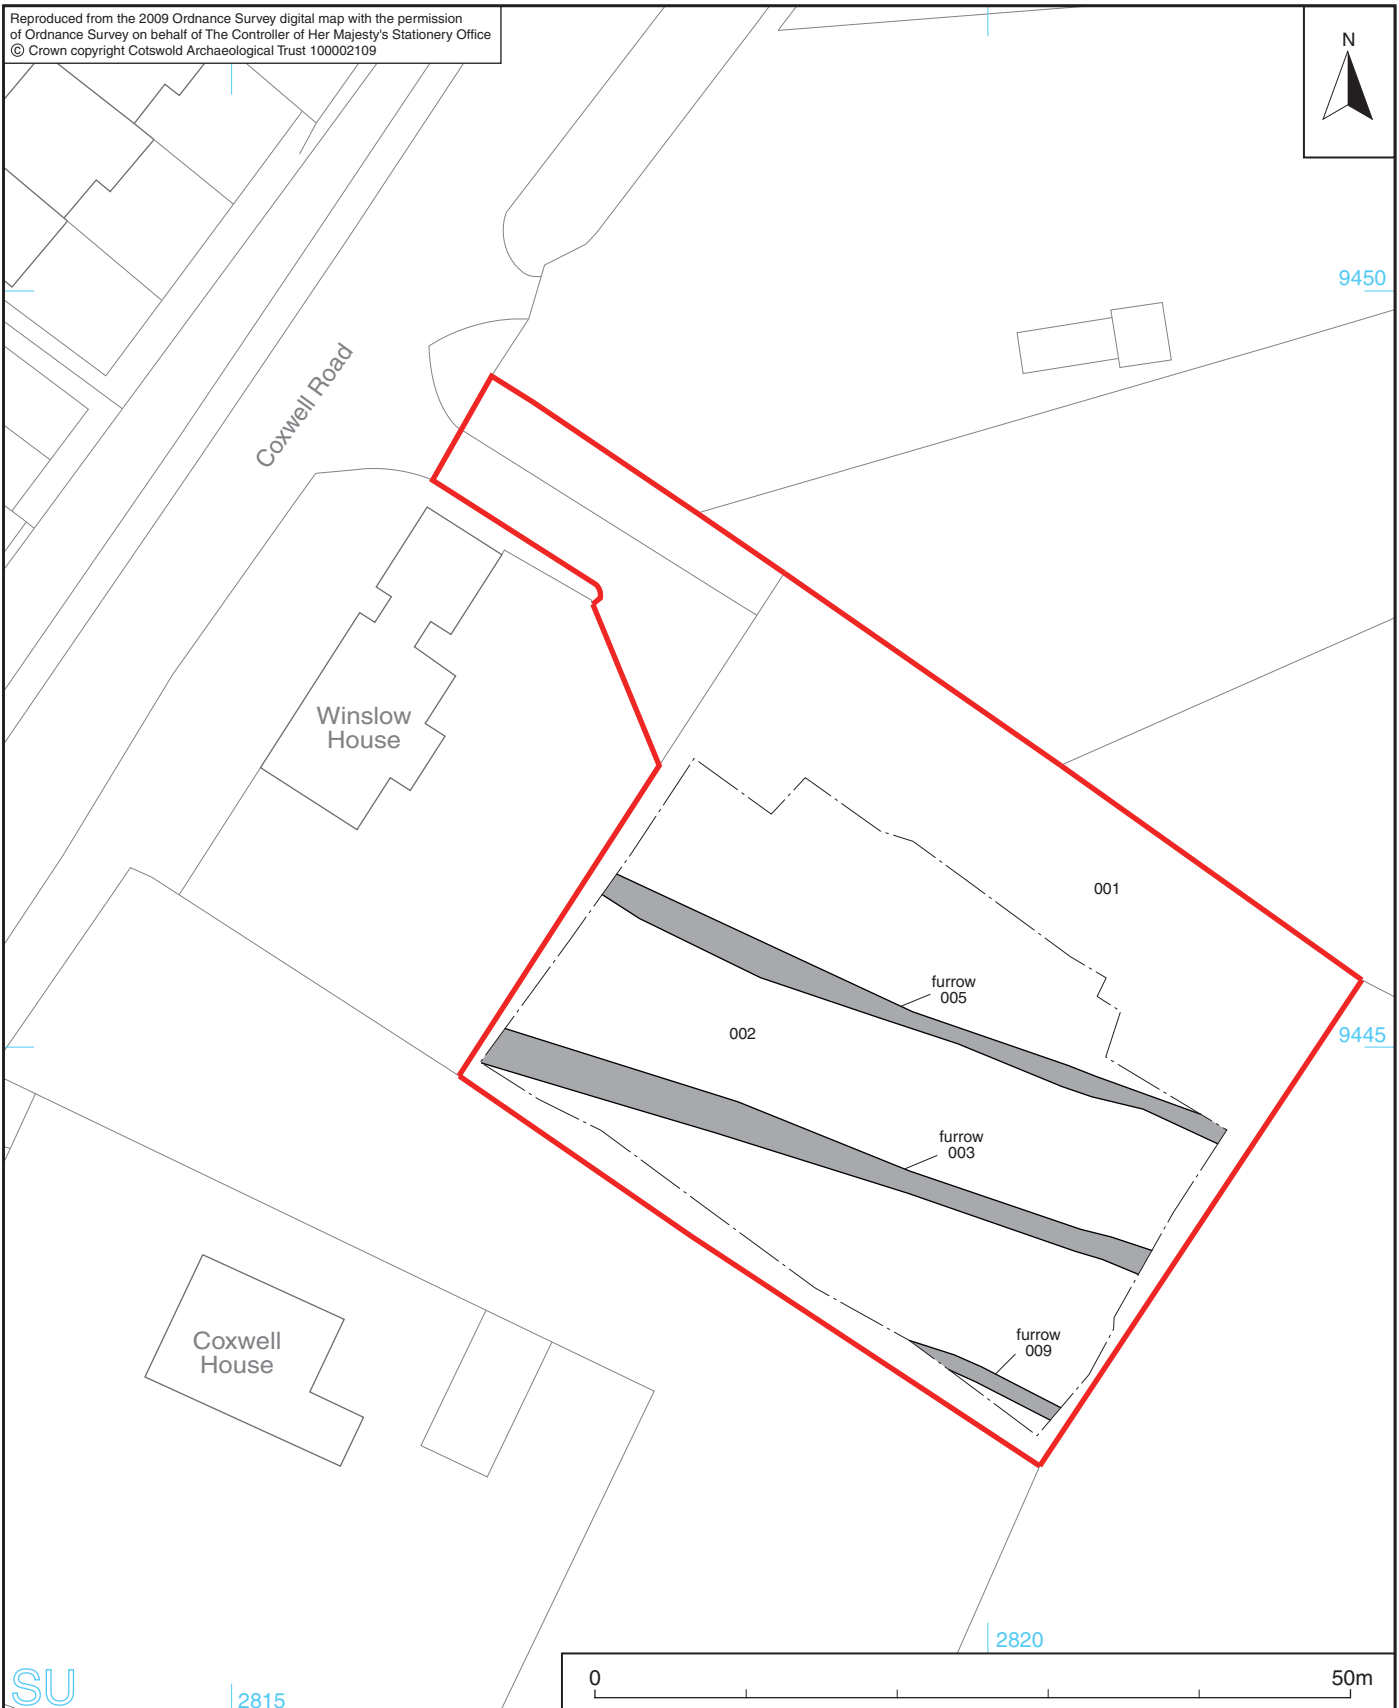 Reproduced from the 2009 Ordnance Survey digital map with the permission
of Ordnance Survey on behalf of The Controller of Her Majesty's Stationery Office
© Crown copyright Cotswold Archaeological Trust 100002109
N
9450
Coxwell Road
Winslow
House
001
furrow
005
002
9445
furrow
003
furrow
009
Coxwell
House
2820
SU
2815
0
50m